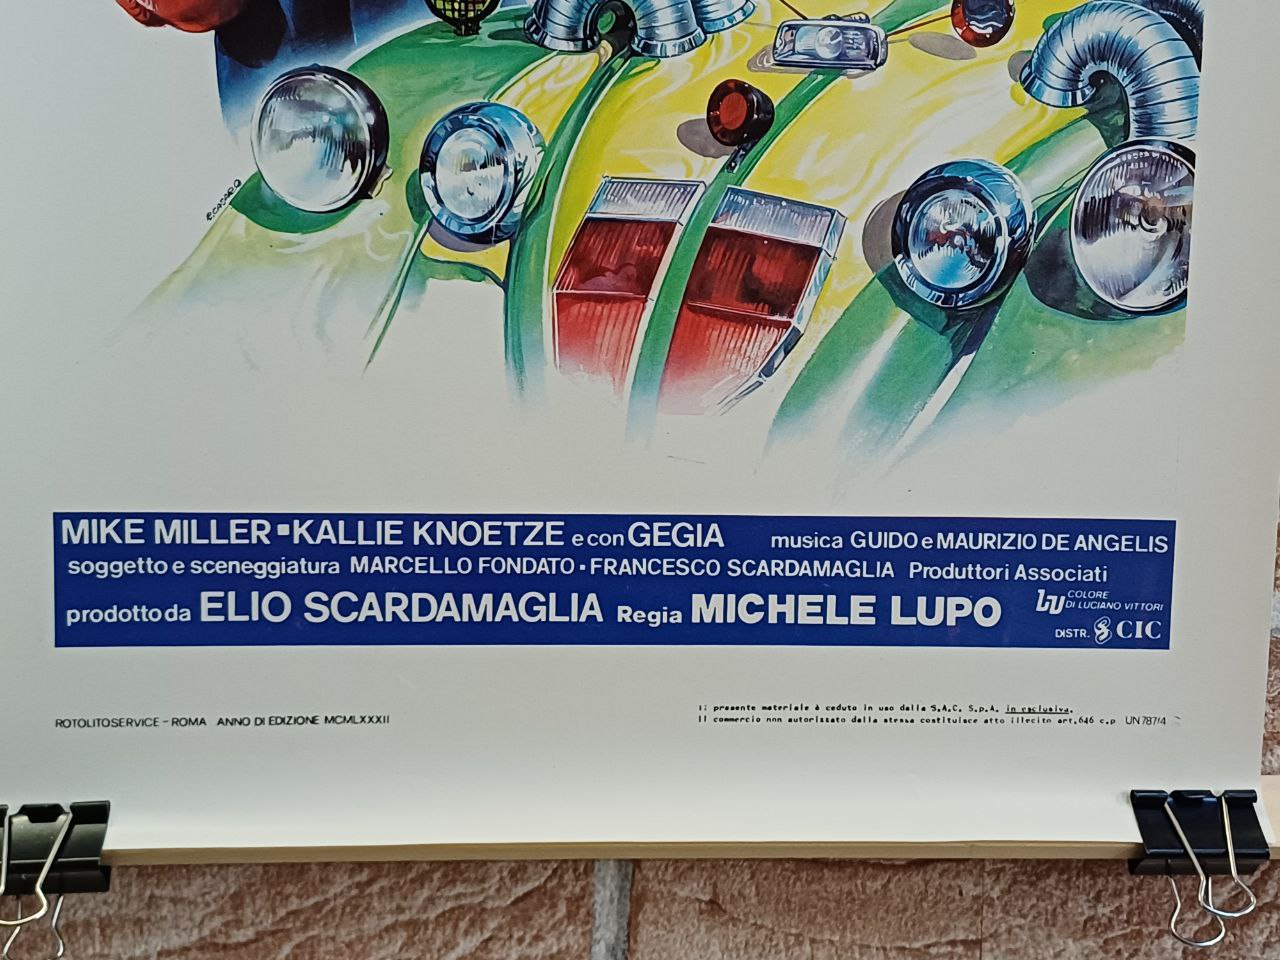 R. CASARO
MIKE MILLER ▪ KALLIE KNOETZE e con GEGIA musica GUIDO e MAURIZIO DE ANGELIS
soggetto e sceneggiatura MARCELLO FONDATO · FRANCESCO SCARDAMAGLIA Produttori Associati
prodotto da ELIO SCARDAMAGLIA Regia MICHELE LUPO
LV COLORE
DI LUCIANO VITTORI
DISTR. CIC
ROTOLITOSERVICE - ROMA ANNO DI EDIZIONE MCMLXXXII
Il presente materiale è ceduto in uso dalla S.A.C. S.p.A. in esclusiva.
Il commercio non autorizzato dalla stessa costituisce atto illecito art. 646 c.p UN 787/4